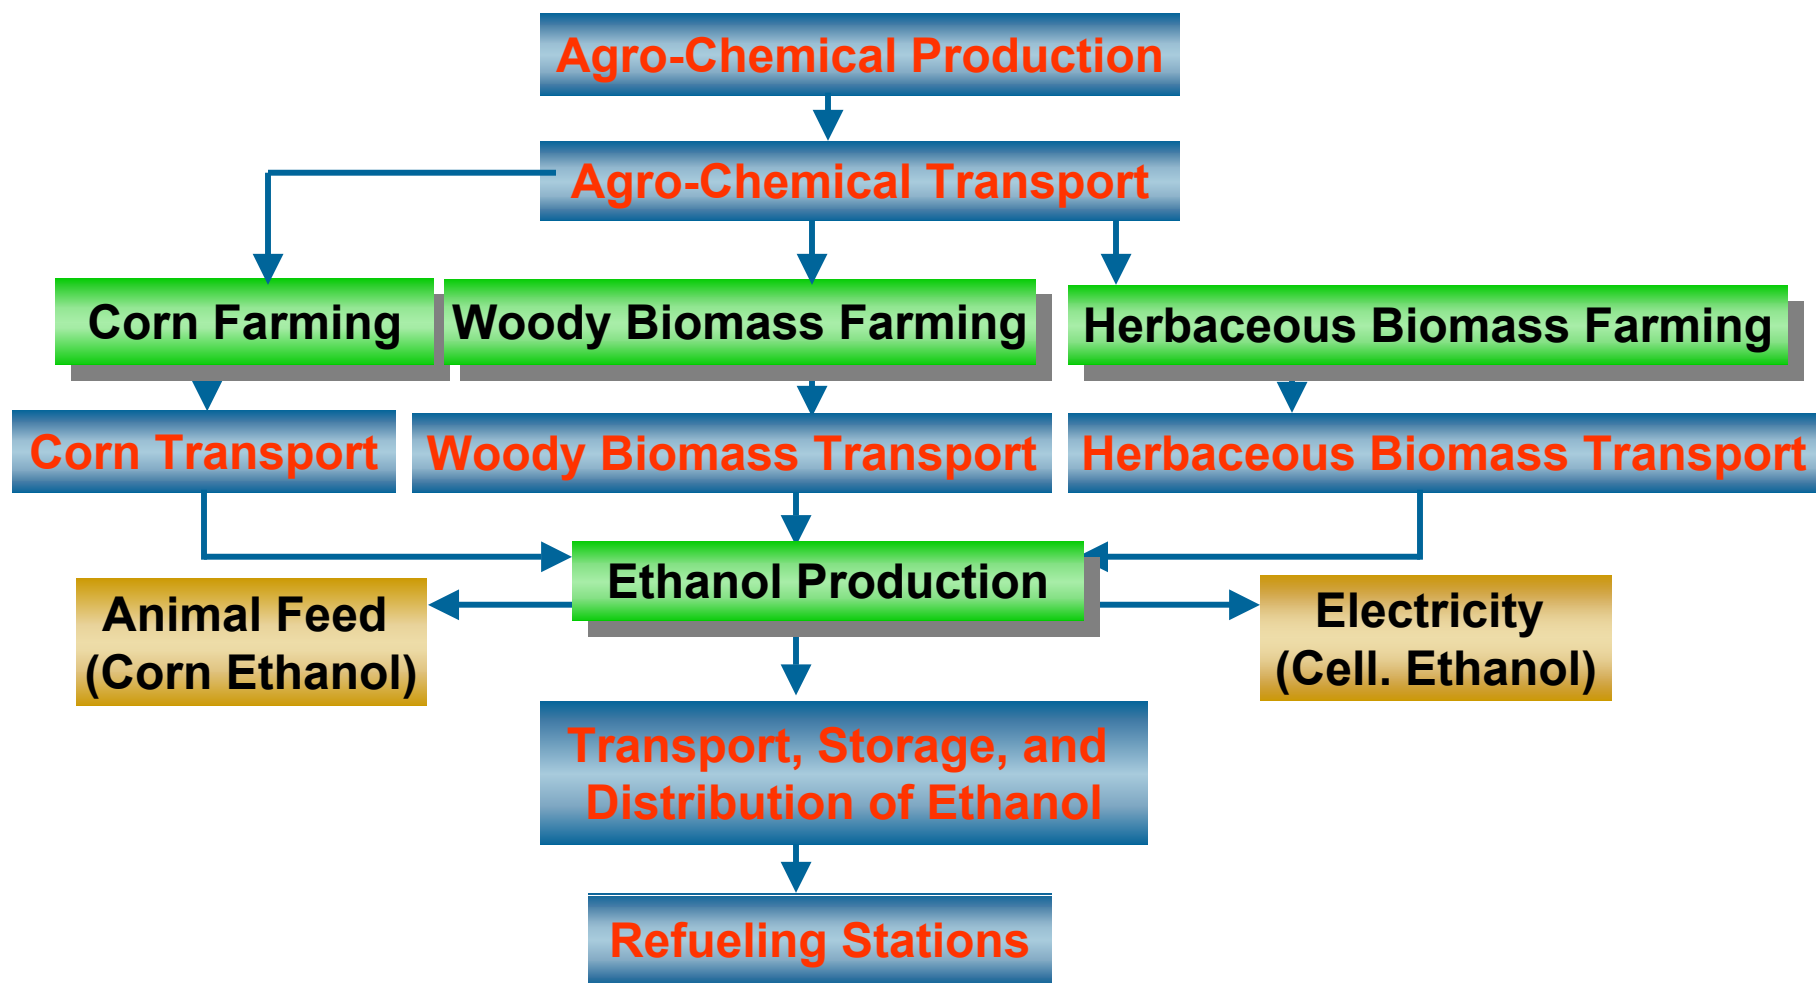 Agro-Chemical Production
Agro-Chemical Transport
Corn Farming
Woody Biomass Farming
Herbaceous Biomass Farming
Corn Transport
Woody Biomass Transport
Herbaceous Biomass Transport
Ethanol Production
Animal Feed
(Corn Ethanol)
Electricity
(Cell. Ethanol)
Transport, Storage, and
Distribution of Ethanol
Refueling Stations